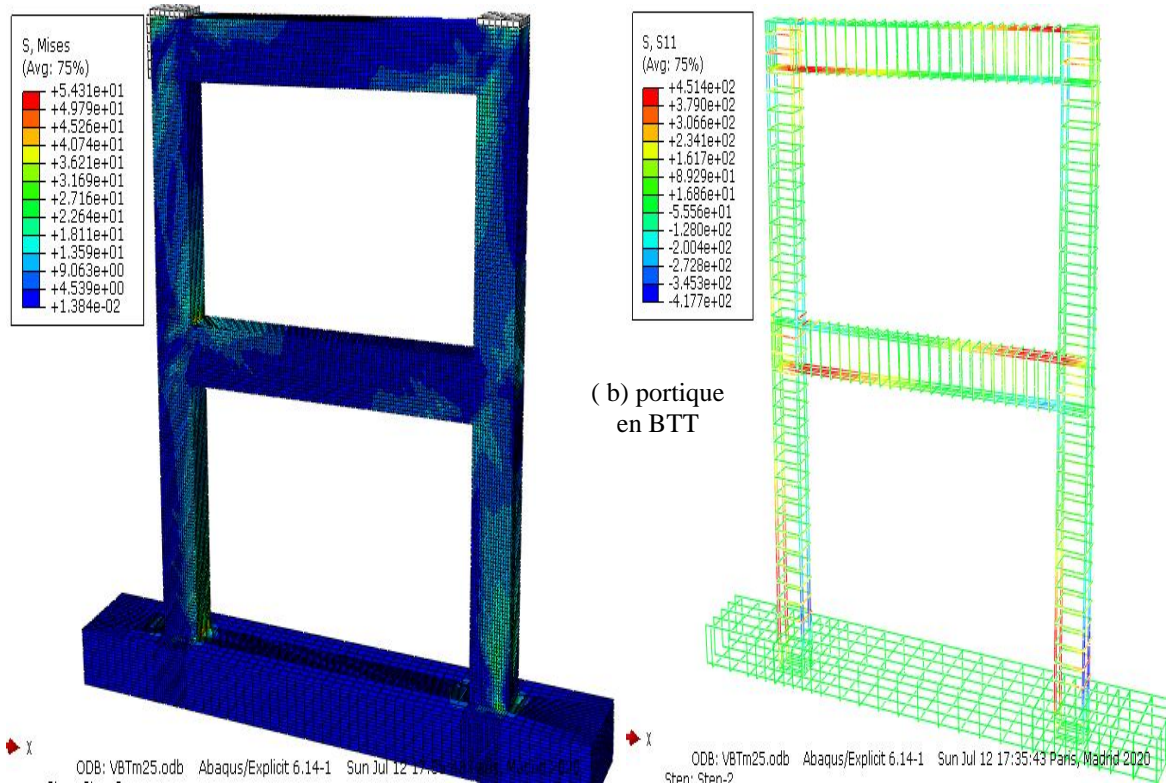 S, Mises
(Avg: 75%)
+5.431e+01
+4.979e+01
+4.526e+01
+4.074e+01
+3.621e+01
+3.169e+01
+2.716e+01
+2.264e+01
+1.811e+01
+1.359e+01
+9.063e+00
+4.539e+00
+1.384e-02
S, S11
(Avg: 75%)
+4.514e+02
+3.790e+02
+3.066e+02
+2.341e+02
+1.617e+02
+8.929e+01
+1.686e+01
-5.556e+01
-1.280e+02
-2.004e+02
-2.728e+02
-3.453e+02
-4.177e+02
( b) portique
en BTT
X
ODB: VBTm25.odb Abaqus/Explicit 6.14-1 Sun Jul 12
X
ODB: VBTm25.odb Abaqus/Explicit 6.14-1 Sun Jul 12 17:35:43 Paris, Madrid 2020
Step: Step-2